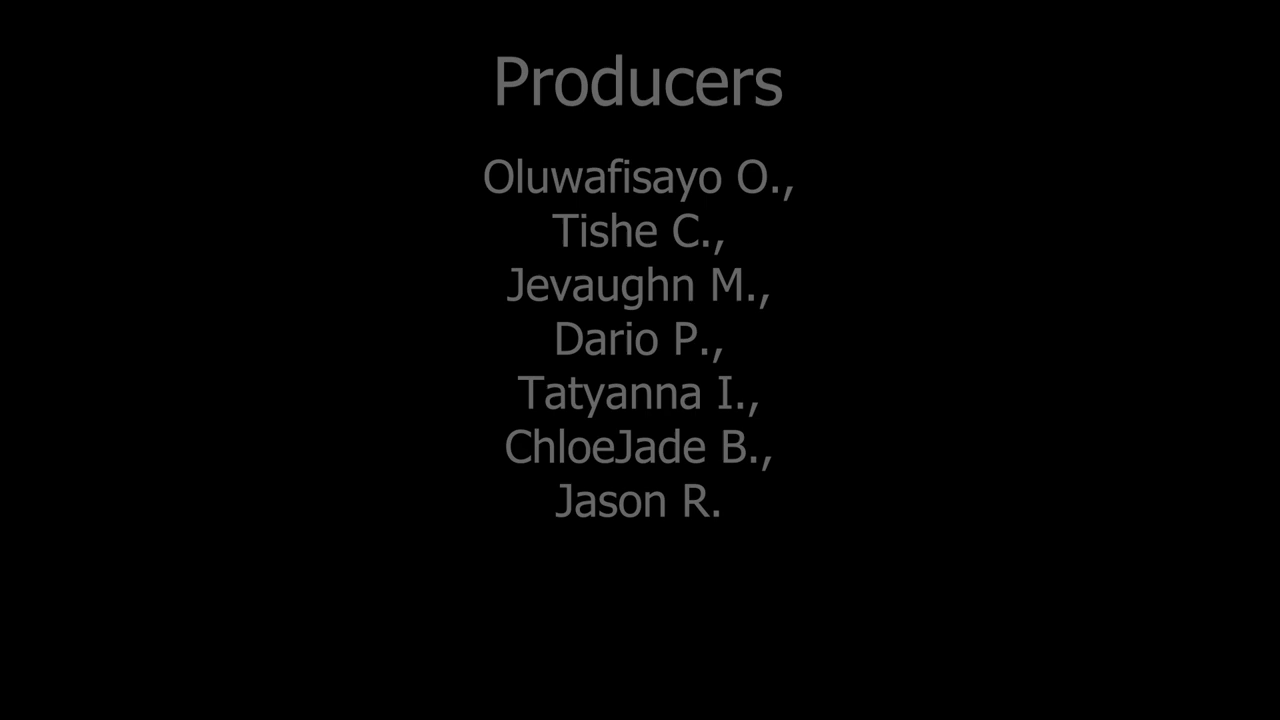 Producers
Oluwafisayo O.,
Tishe C.,
Jevaughn M.,
Dario P.,
Tatyanna I.,
ChloeJade B.,
Jason R.